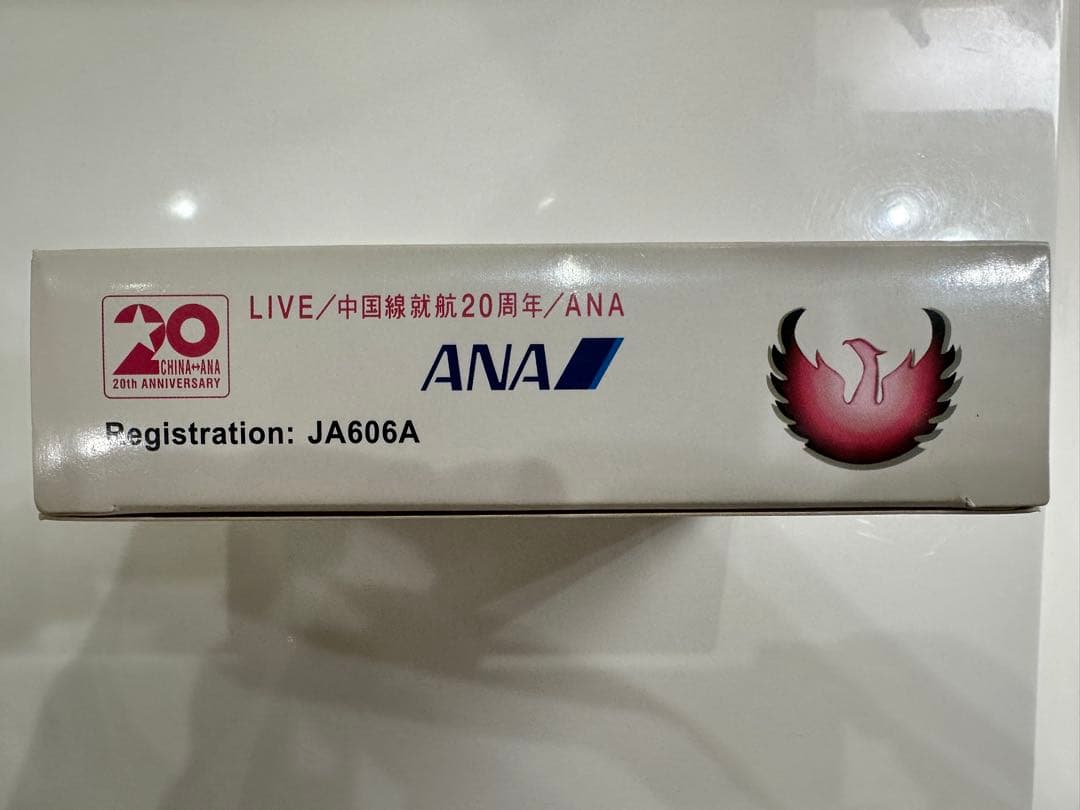 20
CHINA↔ANA
20th ANNIVERSARY
LIVE/中国線就航20周年/ANA
ANA
Registration: JA606A